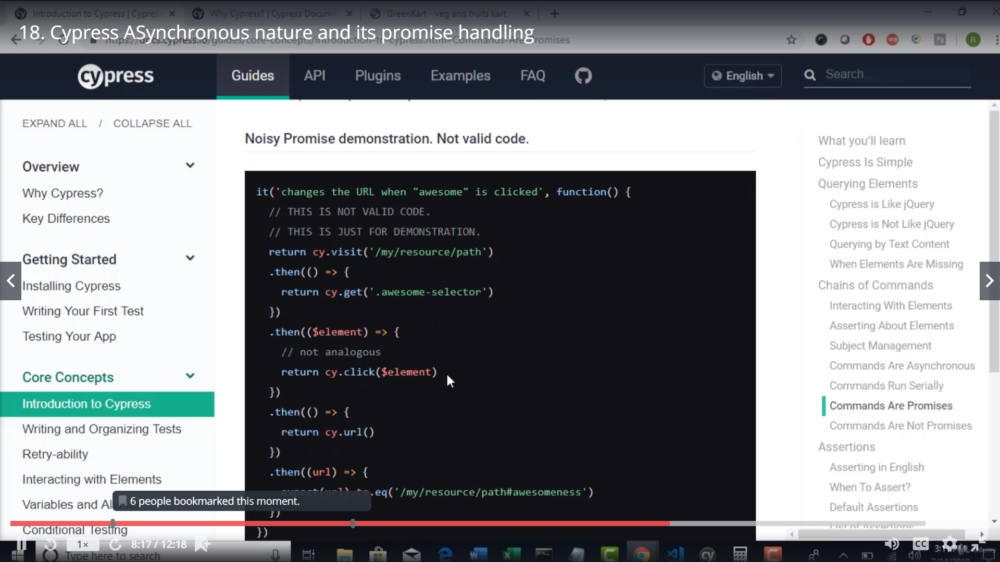 Introduction to Cypress | Cypress
Why Cypress? | Cypress Docume
GreenKart - veg and fruits kart
18. Cypress ASynchronous nature and its promise handling
https://docs.cypress.io/guides/core-concepts/introduction-to-cypress.html#Commands-Are-Promises
Pg
R
cypress
Guides
API
Plugins
Examples
FAQ
English
Search...
EXPAND ALL / COLLAPSE ALL
Overview
Why Cypress?
Key Differences
Getting Started
Installing Cypress
Writing Your First Test
Testing Your App
Core Concepts
Introduction to Cypress
Writing and Organizing Tests
Retry-ability
Interacting with Elements
Variables and Al
Conditional Testing
Noisy Promise demonstration. Not valid code.
it('changes the URL when "awesome" is clicked', function() {
// THIS IS NOT VALID CODE.
// THIS IS JUST FOR DEMONSTRATION.
return cy.visit('/my/resource/path')
.then(() => {
return cy.get('.awesome-selector')
})
.then(($element) => {
// not analogous
return cy.click($element)
})
.then(() => {
return cy.url()
})
.then((url) => {
expect(url).to.eq('/my/resource/path#awesomeness')
})
})
What you'll learn
Cypress Is Simple
Querying Elements
Cypress is Like jQuery
Cypress is Not Like jQuery
Querying by Text Content
When Elements Are Missing
Chains of Commands
Interacting With Elements
Asserting About Elements
Subject Management
Commands Are Asynchronous
Commands Run Serially
Commands Are Promises
Commands Are Not Promises
Assertions
Asserting in English
When To Assert?
Default Assertions
List of Assertions
6 people bookmarked this moment.
1x
8:17 / 12:18
CC
Type here to search